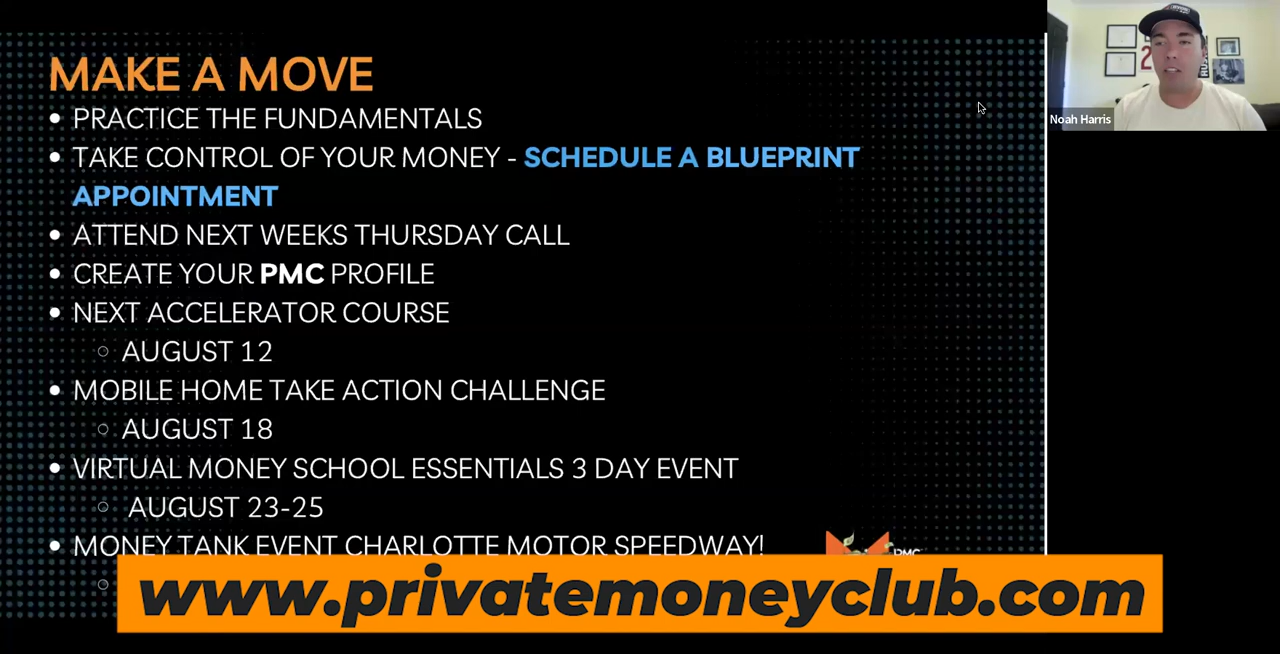 MAKE A MOVE
• PRACTICE THE FUNDAMENTALS
• TAKE CONTROL OF YOUR MONEY - SCHEDULE A BLUEPRINT
APPOINTMENT
• ATTEND NEXT WEEKS THURSDAY CALL
• CREATE YOUR PMC PROFILE
• NEXT ACCELERATOR COURSE
○ AUGUST 12
• MOBILE HOME TAKE ACTION CHALLENGE
○ AUGUST 18
• VIRTUAL MONEY SCHOOL ESSENTIALS 3 DAY EVENT
○ AUGUST 23-25
• MONEY TANK EVENT CHARLOTTE MOTOR SPEEDWAY!
www.privatemoneyclub.com
Noah Harris